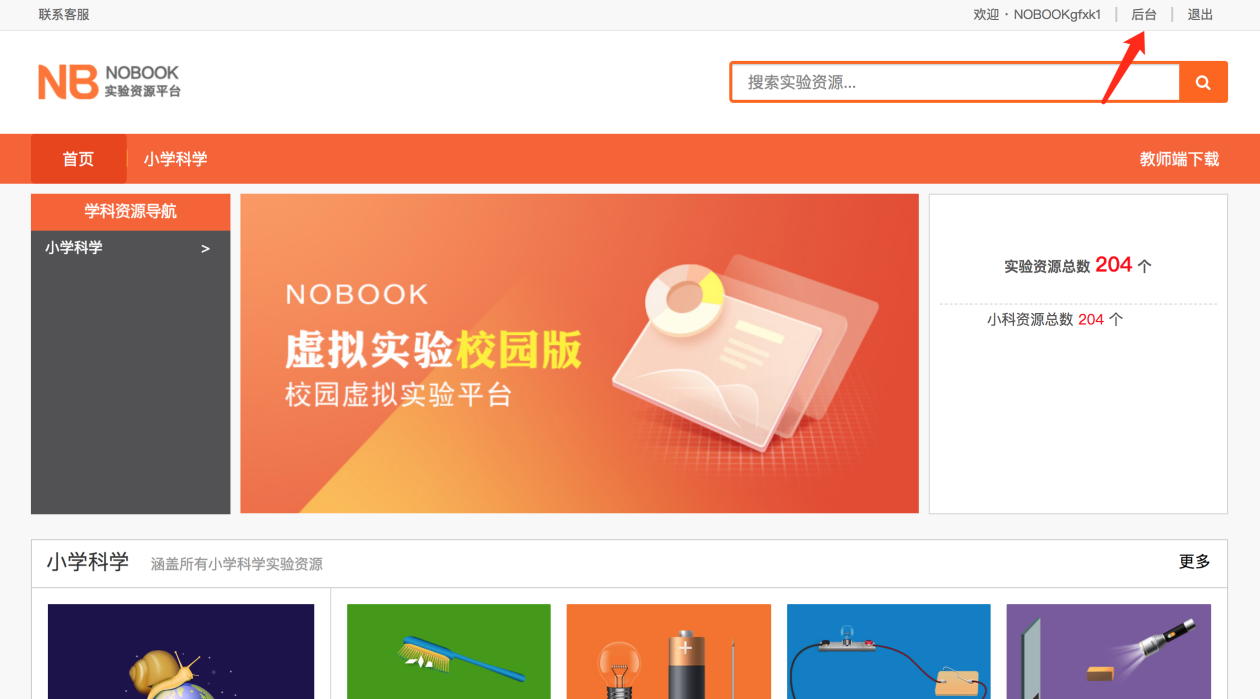 联系客服
欢迎·NOBOOKgfxk1 | 后台 | 退出
NB NOBOOK
实验资源平台
搜索实验资源...
首页 小学科学 教师端下载
学科资源导航
小学科学 >
NOBOOK
虚拟实验校园版
校园虚拟实验平台
实验资源总数 204 个
小科资源总数 204 个
小学科学 涵盖所有小学科学实验资源 更多